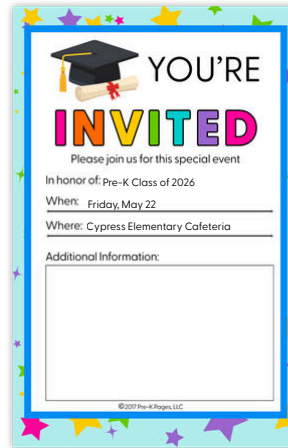 YOU'RE
INVITED
Please join us for this special event
In honor of: Pre-K Class of 2026
When: Friday, May 22
Where: Cypress Elementary Cafeteria
Additional Information:
©2017 Pre-K Pages, LLC